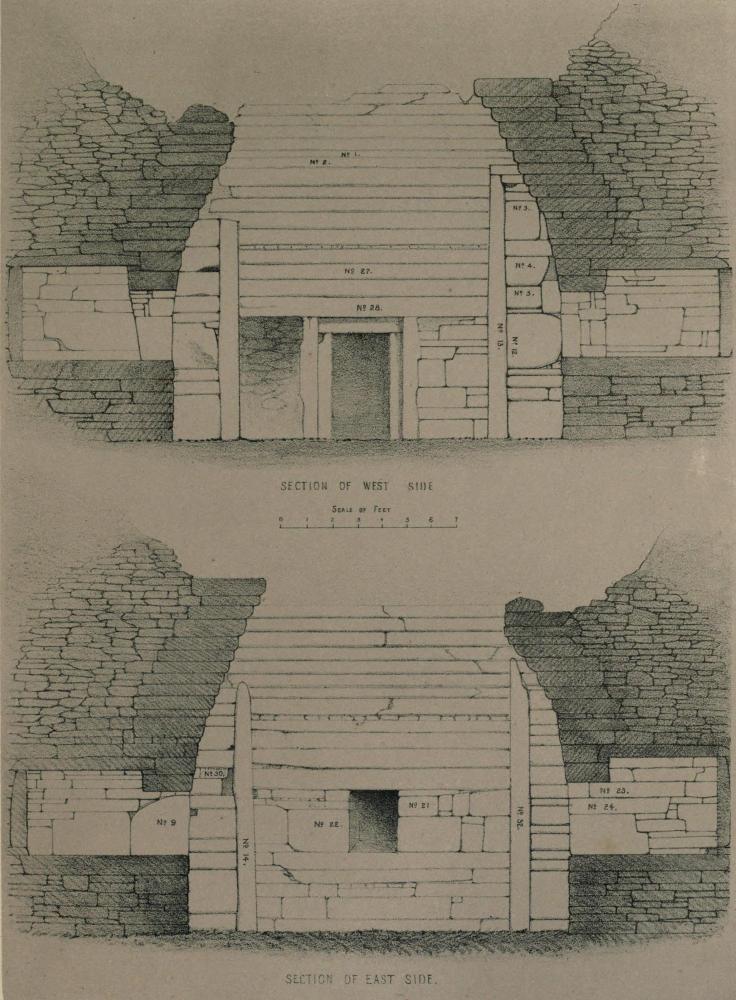 Nº 1.
Nº 2.
Nº 3.
Nº 4.
Nº 27.
Nº 5.
Nº 28.
Nº 13.
Nº 12.
SECTION OF WEST SIDE
SCALE OF FEET
0 1 2 3 4 5 6 7
Nº 30.
Nº 23.
Nº 21
Nº 24.
Nº 9
Nº 22.
Nº 14.
SECTION OF EAST SIDE.